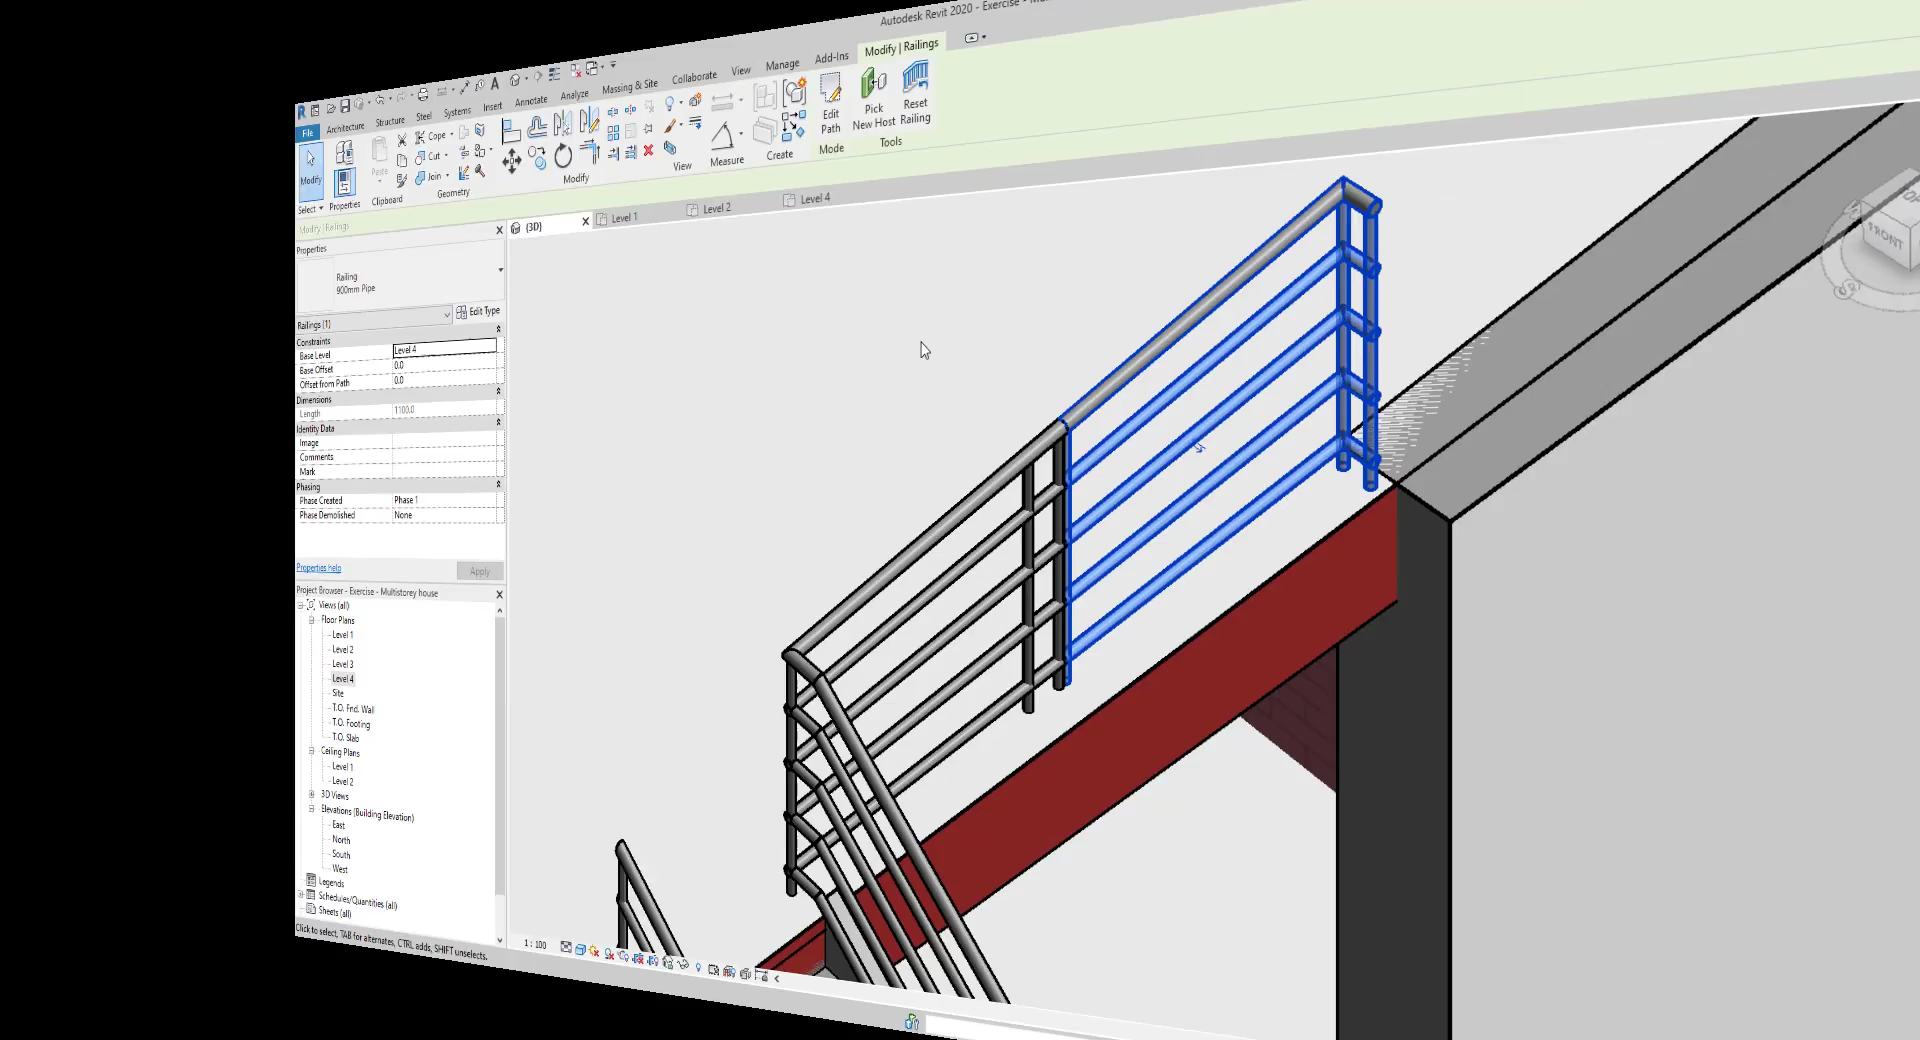 Autodesk Revit 2020 - Exercise -
File
Architecture
Structure
Steel
Systems
Insert
Annotate
Analyze
Massing & Site
Collaborate
View
Manage
Add-Ins
Modify | Railings
Modify
Select
Properties
Paste
Clipboard
Cope
Cut
Join
Geometry
Modify
View
Measure
Create
Edit
Path
Mode
Pick
New Host
Reset
Railing
Tools
Modify | Railings
(3D)
Level 1
Level 2
Level 4
Properties
Railing
900mm Pipe
Railings (1)
Edit Type
Constraints
Base Level Level 4
Base Offset 0.0
Offset from Path 0.0
Dimensions
Length 1100.0
Identity Data
Image
Comments
Mark
Phasing
Phase Created Phase 1
Phase Demolished None
Properties help
Apply
Project Browser - Exercise - Multistorey house
Views (all)
Floor Plans
Level 1
Level 2
Level 3
Level 4
Site
T.O. Fnd. Wall
T.O. Footing
T.O. Slab
Ceiling Plans
Level 1
Level 2
3D Views
Elevations (Building Elevation)
East
North
South
West
Legends
Schedules/Quantities (all)
Sheets (all)
Click to select, TAB for alternates, CTRL adds, SHIFT unselects.
1 : 100
FRONT